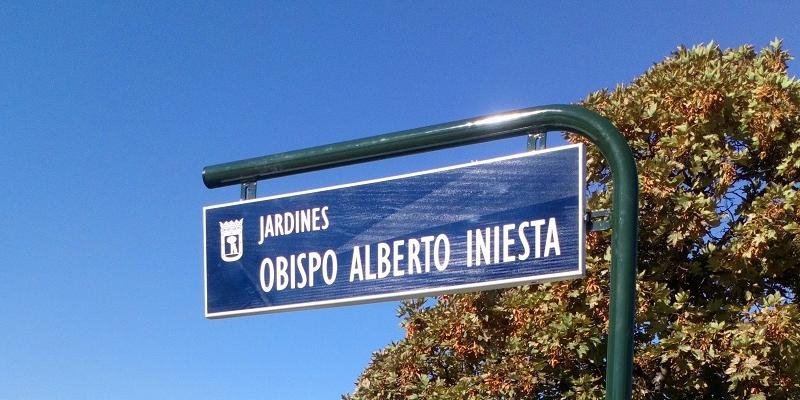 JARDINES
OBISPO ALBERTO INIESTA